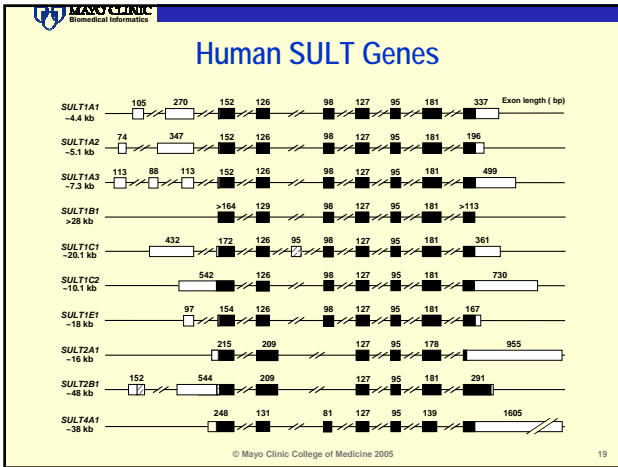 MAYO CLINIC
Biomedical Informatics
Human SULT Genes
Exon length ( bp)
SULT1A1 105 270 152 126 98 127 95 181 337
~4.4 kb
SULT1A2 74 347 152 126 98 127 95 181 196
~5.1 kb
SULT1A3 113 88 113 152 126 98 127 95 181 499
~7.3 kb
SULT1B1 >164 129 98 127 95 181 >113
>28 kb
SULT1C1 432 172 126 95 98 127 95 181 361
~20.1 kb
SULT1C2 542 126 98 127 95 181 730
~10.1 kb
SULT1E1 97 154 126 98 127 95 181 167
~18 kb
SULT2A1 215 209 127 95 178 955
~16 kb
SULT2B1 152 544 209 127 95 181 291
~48 kb
SULT4A1 248 131 81 127 95 139 1605
~38 kb
© Mayo Clinic College of Medicine 2005 19